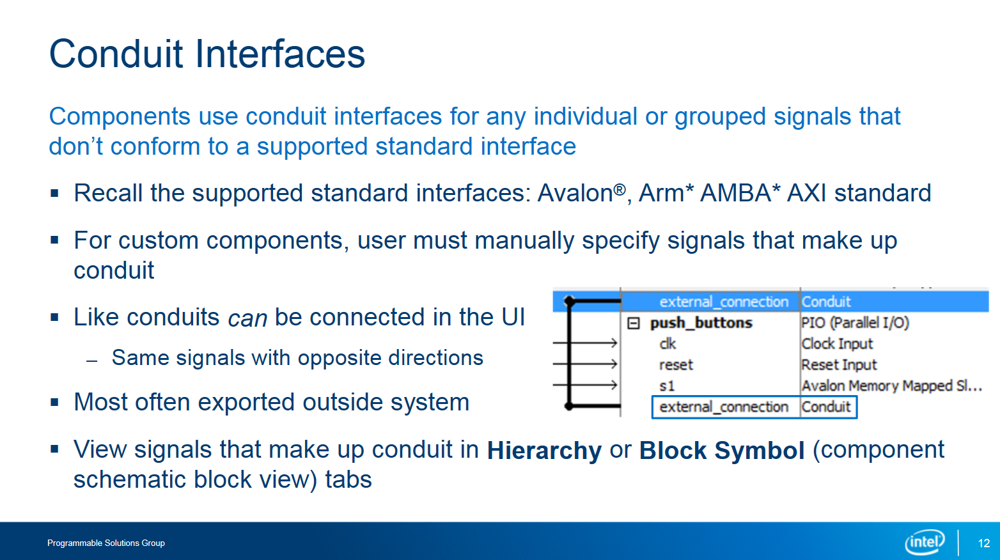 Conduit Interfaces
Components use conduit interfaces for any individual or grouped signals that
don’t conform to a supported standard interface
▪ Recall the supported standard interfaces: Avalon®, Arm* AMBA* AXI standard
▪ For custom components, user must manually specify signals that make up
conduit
▪ Like conduits can be connected in the UI
– Same signals with opposite directions
▪ Most often exported outside system
▪ View signals that make up conduit in Hierarchy or Block Symbol (component
schematic block view) tabs
external_connection Conduit
push_buttons PIO (Parallel I/O)
clk Clock Input
reset Reset Input
s1 Avalon Memory Mapped Sl...
external_connection Conduit
Programmable Solutions Group
intel
12